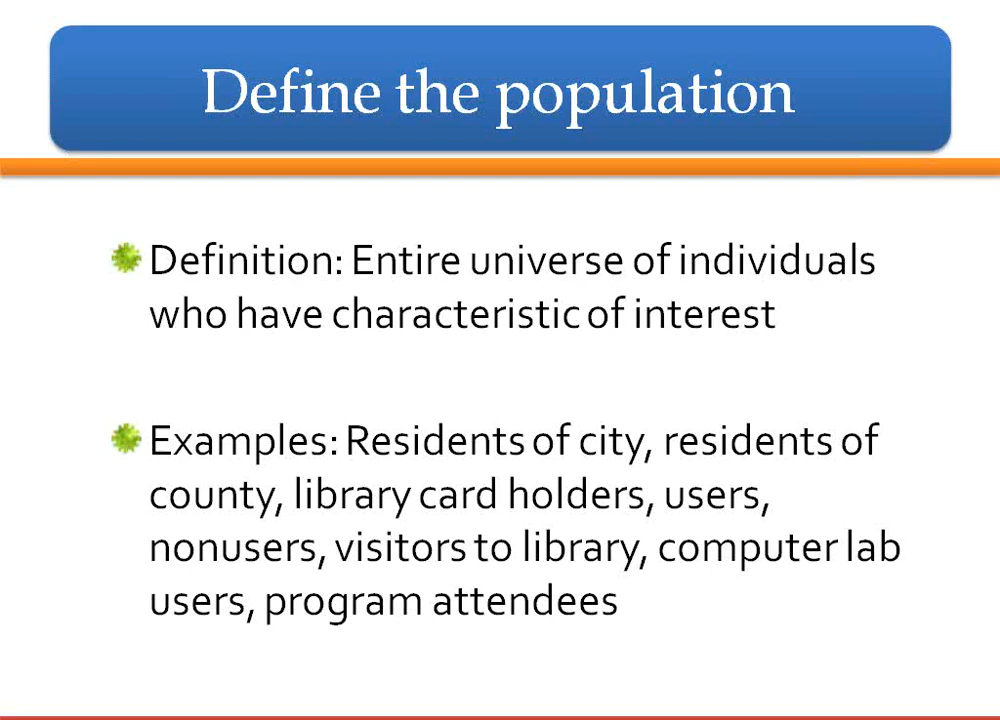 Define the population
Definition: Entire universe of individuals
who have characteristic of interest
Examples: Residents of city, residents of
county, library card holders, users,
nonusers, visitors to library, computer lab
users, program attendees